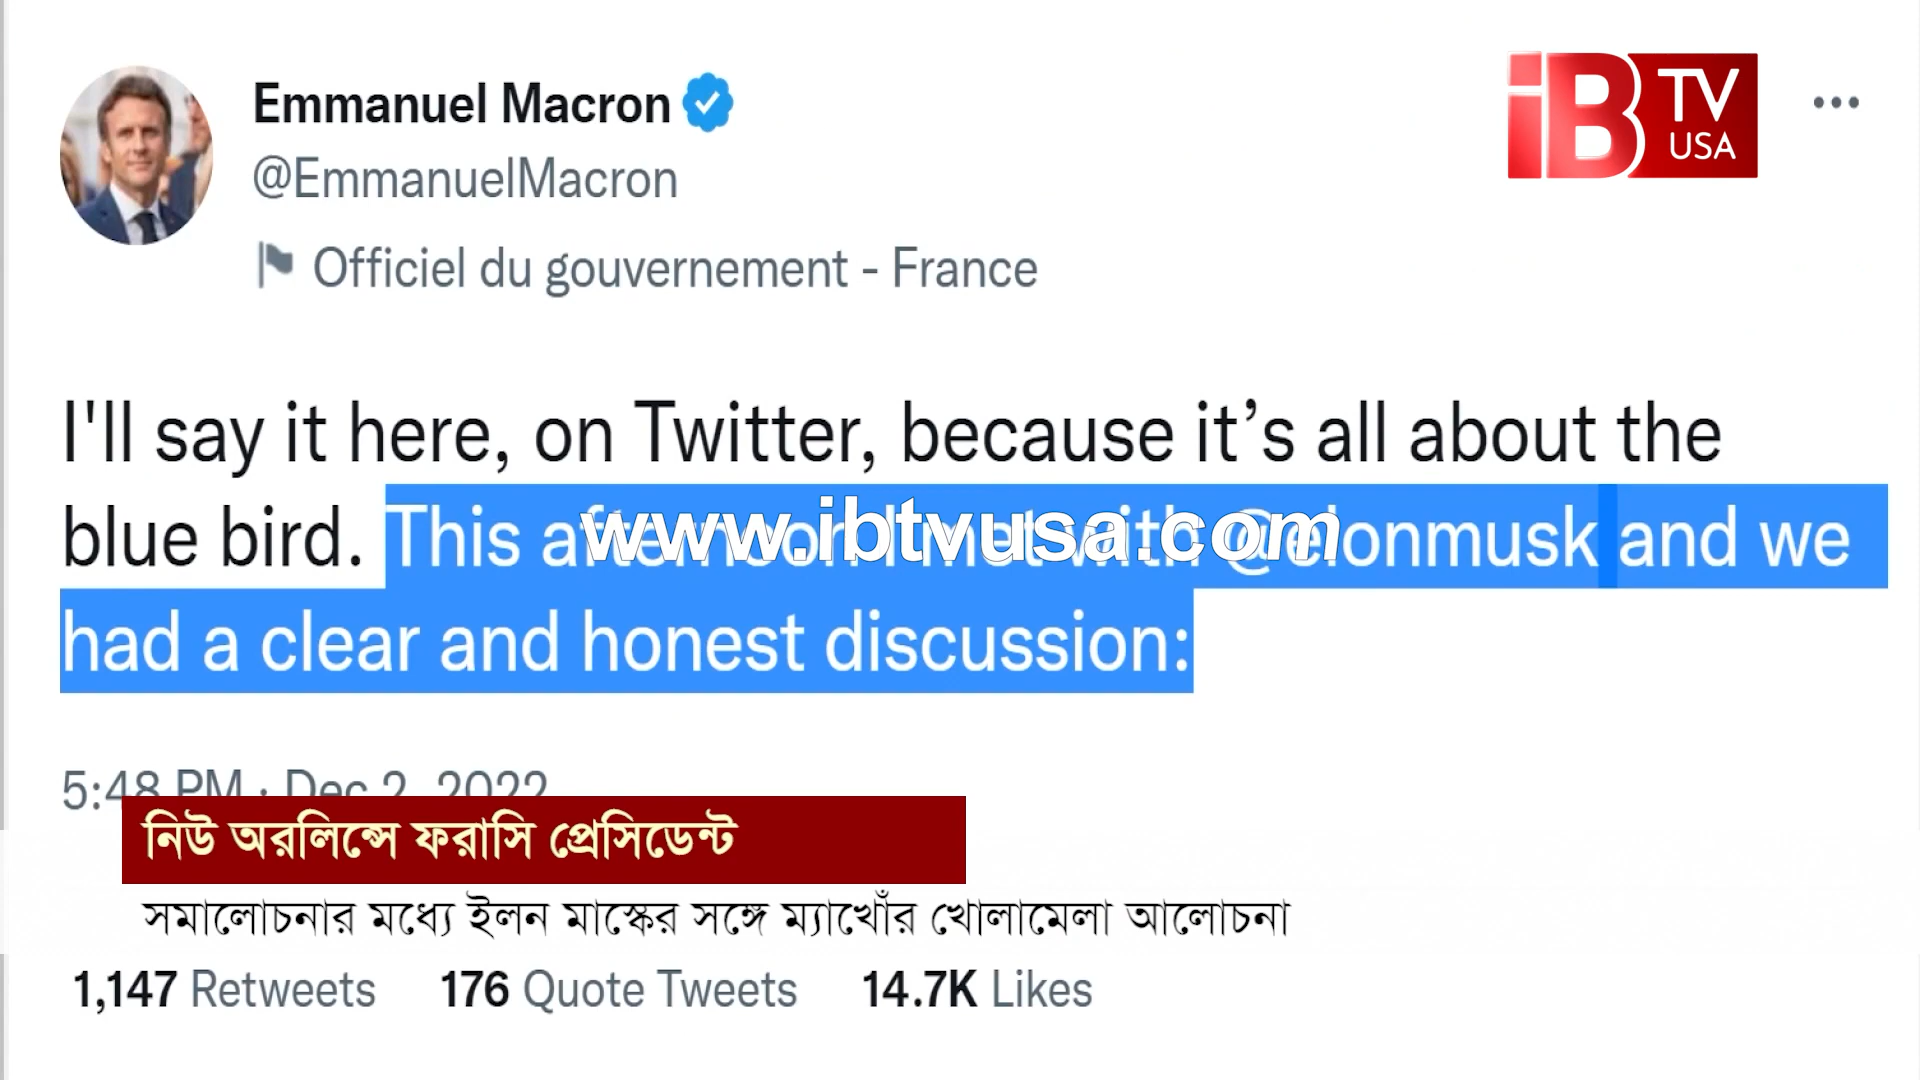 Emmanuel Macron
@EmmanuelMacron
Officiel du gouvernement - France
iB TV USA
I'll say it here, on Twitter, because it’s all about the
blue bird. This afternoon I met with @elonmusk and we
www.ibtvusa.com
had a clear and honest discussion:
5:48 PM · Dec 2, 2022
নিউ অরলিন্সে ফরাসি প্রেসিডেন্ট
সমালোচনার মধ্যে ইলন মাস্কের সঙ্গে ম্যাখোঁর খোলামেলা আলোচনা
1,147 Retweets 176 Quote Tweets 14.7K Likes